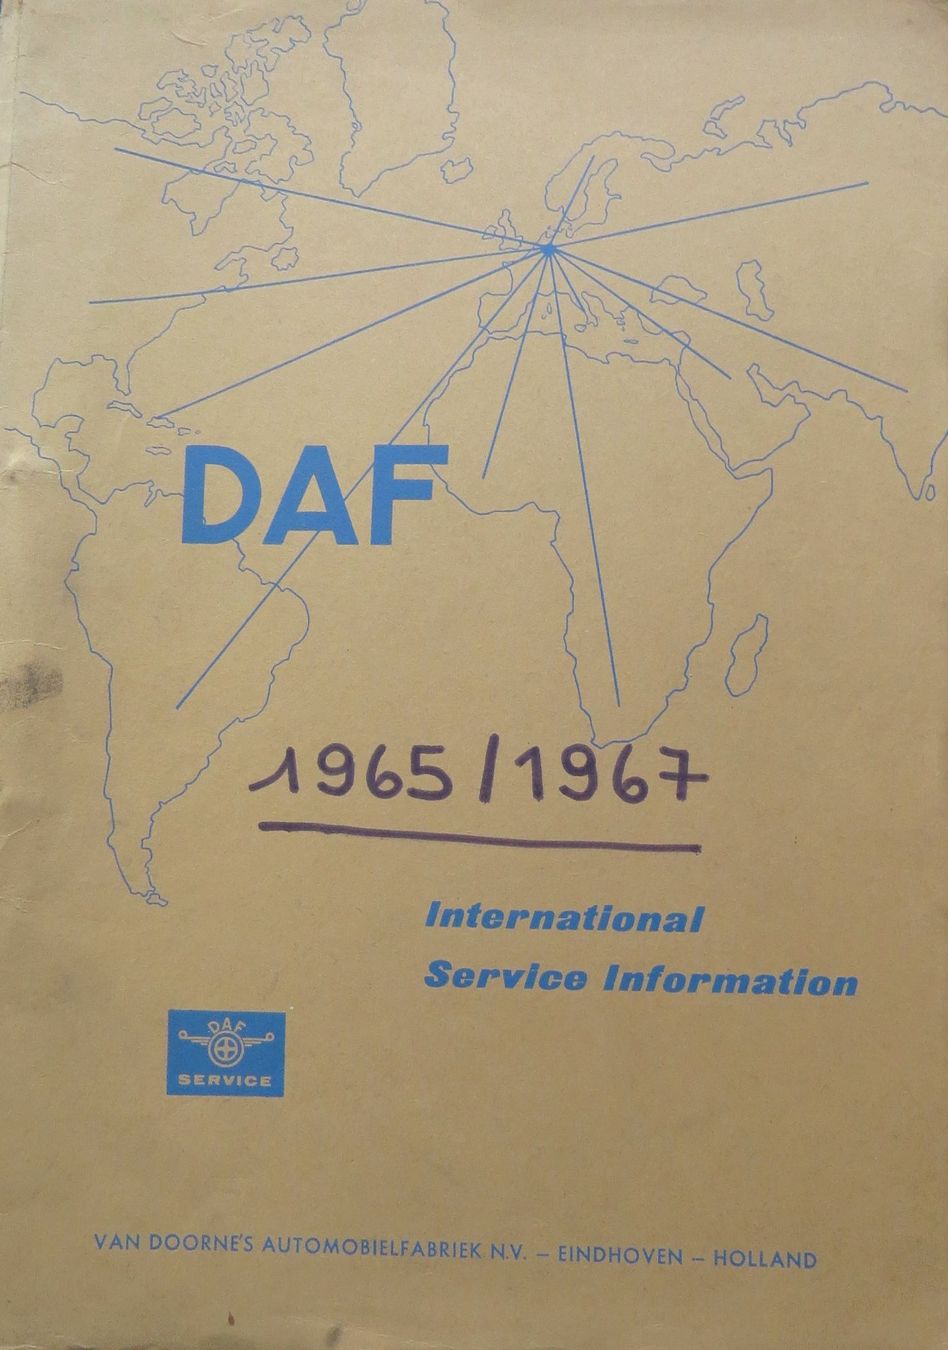 DAF
1965/1967
International
Service Information
DAF
SERVICE
VAN DOORNE'S AUTOMOBIELFABRIEK N.V. – EINDHOVEN – HOLLAND